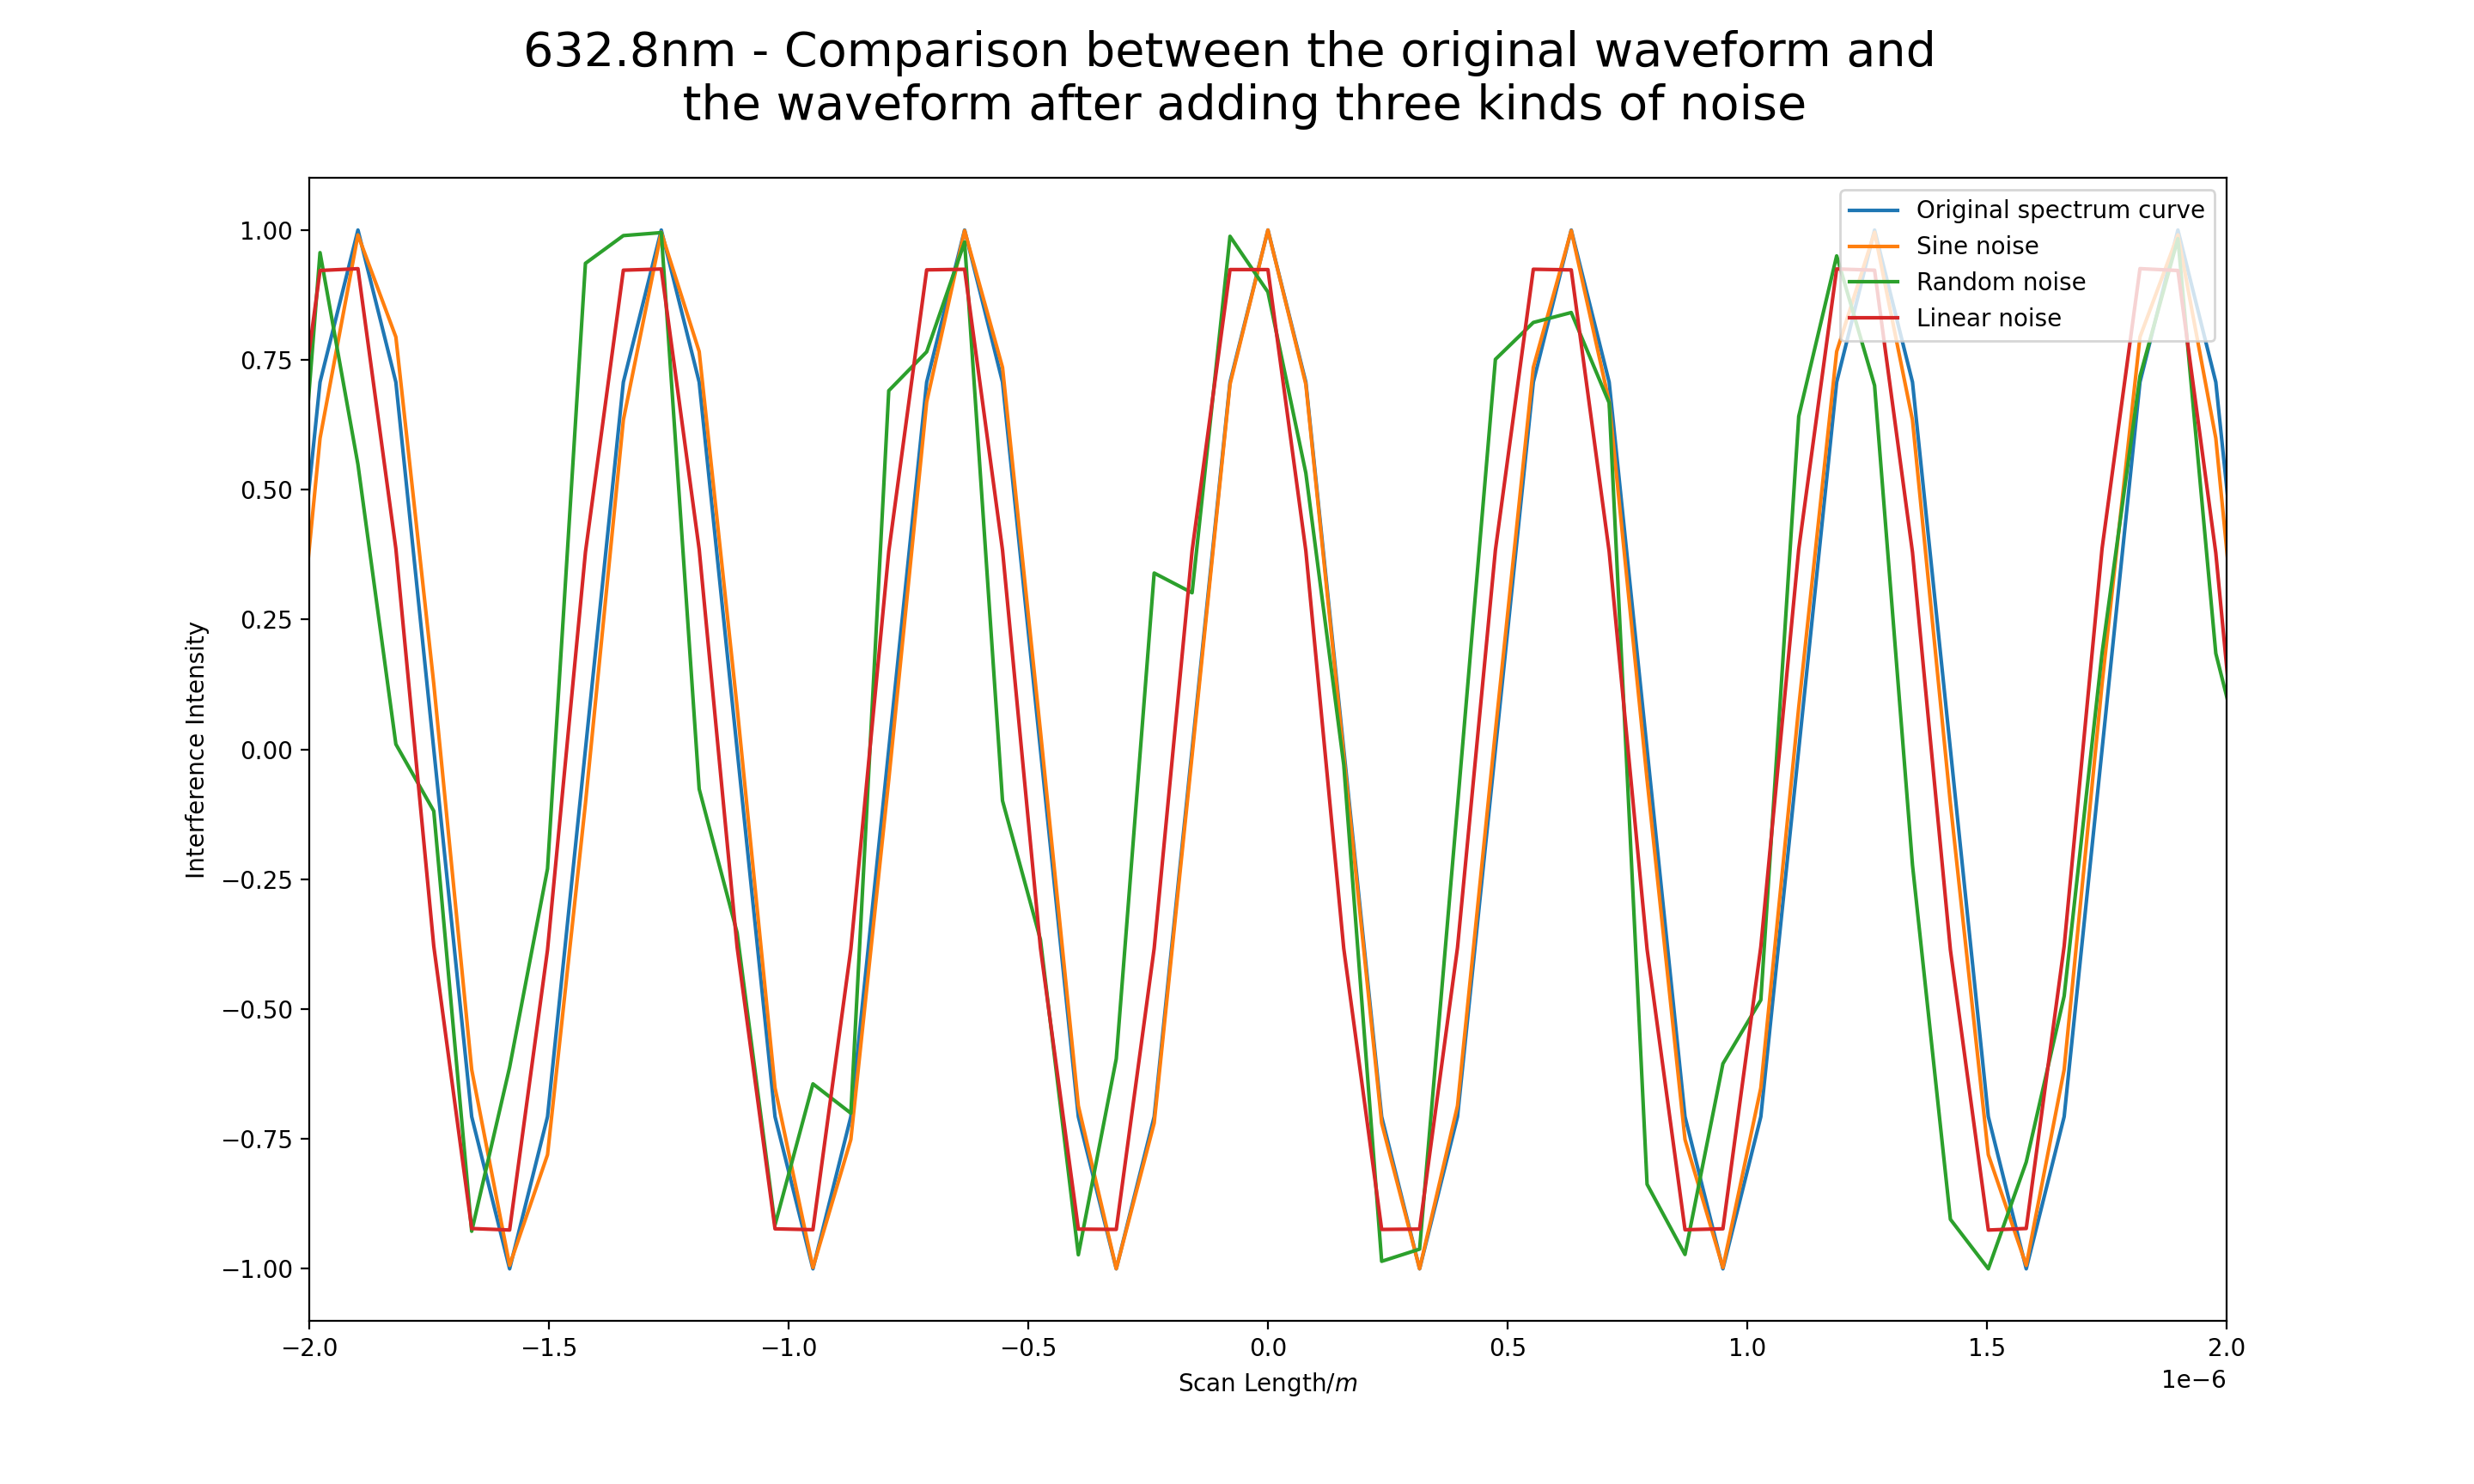 632.8nm - Comparison between the original waveform and
the waveform after adding three kinds of noise
Original spectrum curve
Sine noise
Random noise
Linear noise
1.00
0.75
0.50
0.25
0.00
−0.25
−0.50
−0.75
−1.00
Interference Intensity
−2.0 −1.5 −1.0 −0.5 0.0 0.5 1.0 1.5 2.0
1e−6
Scan Length/m